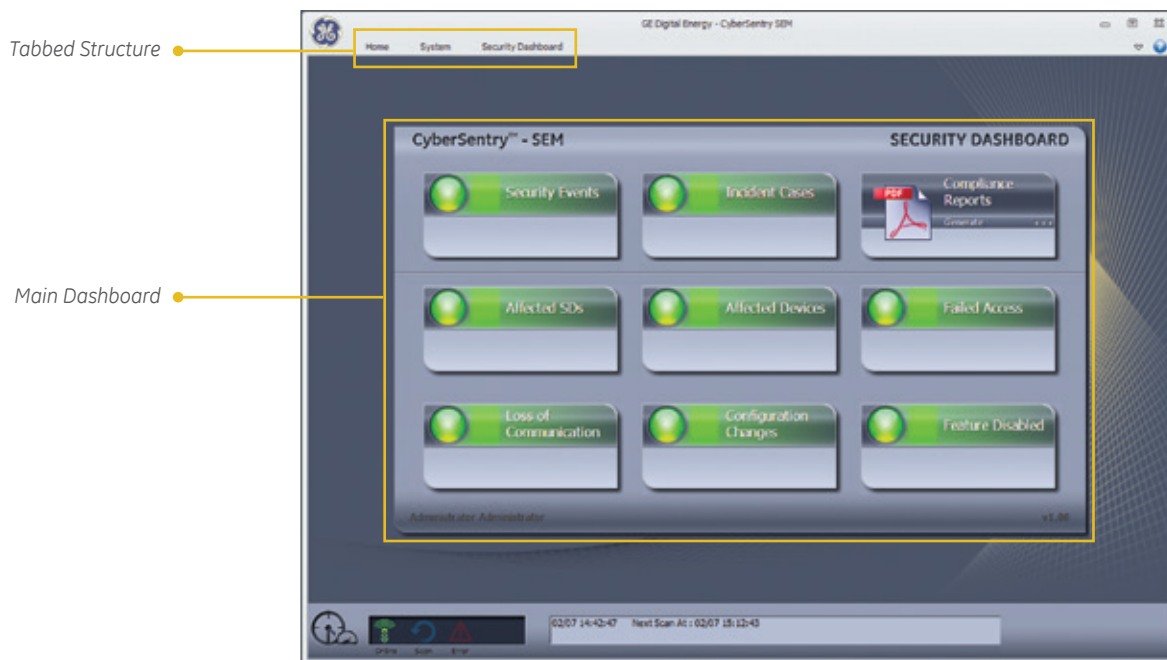 GE Digital Energy - CyberSentry SEM
Tabbed Structure
Home System Security Dashboard
CyberSentry™ - SEM SECURITY DASHBOARD
Security Events
Incident Cases
Compliance
Reports
Generate ...
Main Dashboard
Affected SDs
Affected Devices
Failed Access
Loss of
Communication
Configuration
Changes
Feature Disabled
Administrator Administrator v1.00
02/07 14:42:47 Next Scan At : 02/07 15:12:43
Online Scan Error